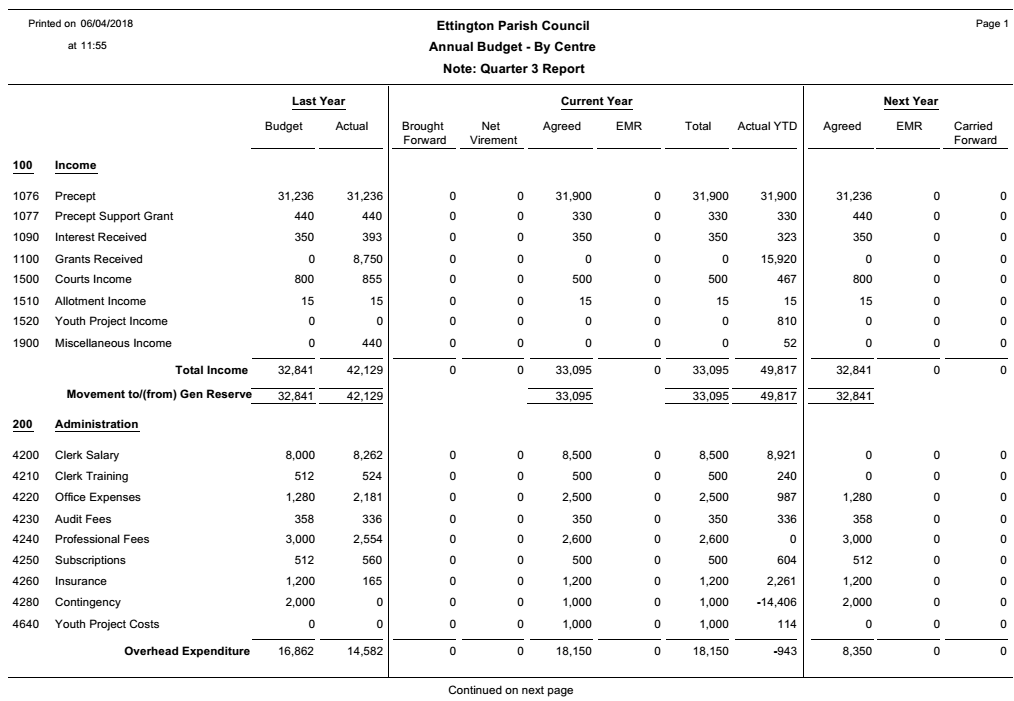 Printed on 06/04/2018 Ettington Parish Council Page 1
at 11:55 Annual Budget - By Centre
Note: Quarter 3 Report
Last Year Current Year Next Year
Budget Actual Brought Net Agreed EMR Total Actual YTD Agreed EMR Carried
Forward Virement Forward
100 Income
1076 Precept 31,236 31,236 0 0 31,900 0 31,900 31,900 31,236 0 0
1077 Precept Support Grant 440 440 0 0 330 0 330 330 440 0 0
1090 Interest Received 350 393 0 0 350 0 350 323 350 0 0
1100 Grants Received 0 8,750 0 0 0 0 0 15,920 0 0 0
1500 Courts Income 800 855 0 0 500 0 500 467 800 0 0
1510 Allotment Income 15 15 0 0 15 0 15 15 15 0 0
1520 Youth Project Income 0 0 0 0 0 0 0 810 0 0 0
1900 Miscellaneous Income 0 440 0 0 0 0 0 52 0 0 0
Total Income 32,841 42,129 0 0 33,095 0 33,095 49,817 32,841 0 0
Movement to/(from) Gen Reserve 32,841 42,129 33,095 33,095 49,817 32,841
200 Administration
4200 Clerk Salary 8,000 8,262 0 0 8,500 0 8,500 8,921 0 0 0
4210 Clerk Training 512 524 0 0 500 0 500 240 0 0 0
4220 Office Expenses 1,280 2,181 0 0 2,500 0 2,500 987 1,280 0 0
4230 Audit Fees 358 336 0 0 350 0 350 336 358 0 0
4240 Professional Fees 3,000 2,554 0 0 2,600 0 2,600 0 3,000 0 0
4250 Subscriptions 512 560 0 0 500 0 500 604 512 0 0
4260 Insurance 1,200 165 0 0 1,200 0 1,200 2,261 1,200 0 0
4280 Contingency 2,000 0 0 0 1,000 0 1,000 -14,406 2,000 0 0
4640 Youth Project Costs 0 0 0 0 1,000 0 1,000 114 0 0 0
Overhead Expenditure 16,862 14,582 0 0 18,150 0 18,150 -943 8,350 0 0
Continued on next page